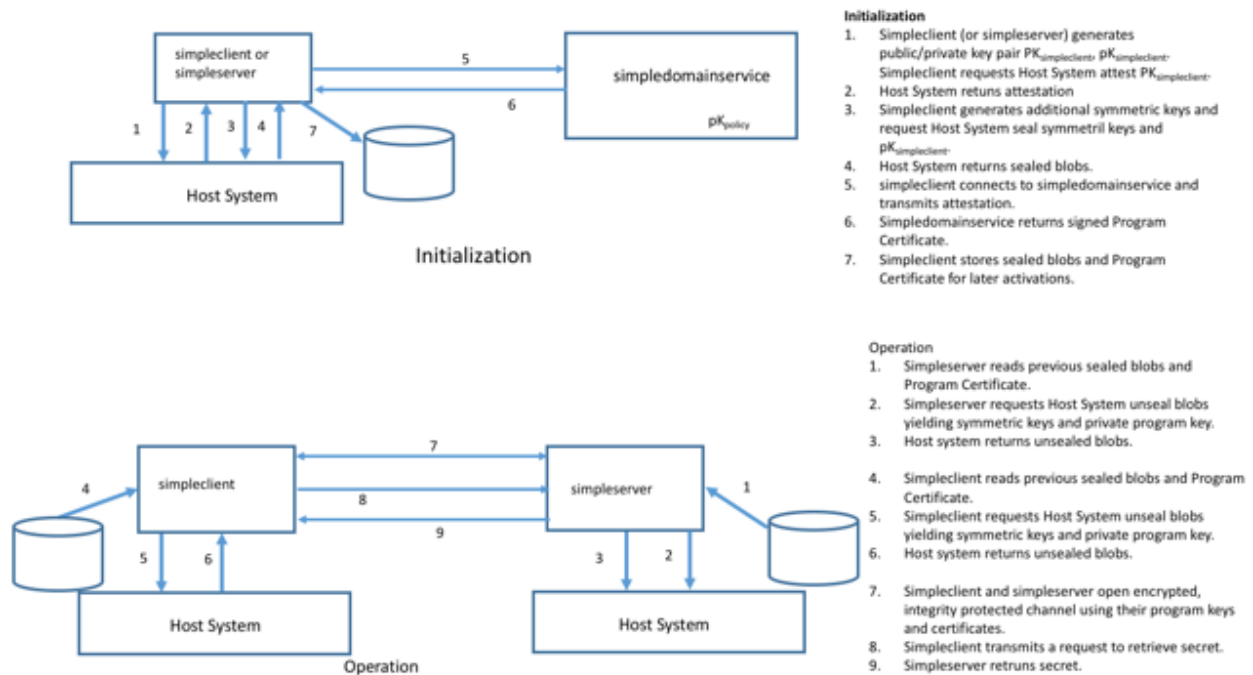 simpleclient or
simpleserver
5
simpledomainservice
6
pKpolicy
1
2
3
4
7
Host System
Initialization
Initialization
1. Simpleclient (or simpleserver) generates
public/private key pair PKsimpleclient, pKsimpleclient.
Simpleclient requests Host System attest PKsimpleclient.
2. Host System retuns attestation
3. Simpleclient generates additional symmetric keys and
request Host System seal symmetril keys and
pKsimpleclient.
4. Host System returns sealed blobs.
5. simpleclient connects to simpledomainservice and
transmits attestation.
6. Simpledomainservice returns signed Program
Certificate.
7. Simpleclient stores sealed blobs and Program
Certificate for later activations.
simpleclient
7
simpleserver
8
9
4
1
5
6
3
2
Host System
Host System
Operation
Operation
1. Simpleserver reads previous sealed blobs and
Program Certificate.
2. Simpleserver requests Host System unseal blobs
yielding symmetric keys and private program key.
3. Host system returns unsealed blobs.
4. Simpleclient reads previous sealed blobs and Program
Certificate.
5. Simpleclient requests Host System unseal blobs
yielding symmetric keys and private program key.
6. Host system returns unsealed blobs.
7. Simpleclient and simpleserver open encrypted,
integrity protected channel using their program keys
and certificates.
8. Simpleclient transmits a request to retrieve secret.
9. Simpleserver retruns secret.